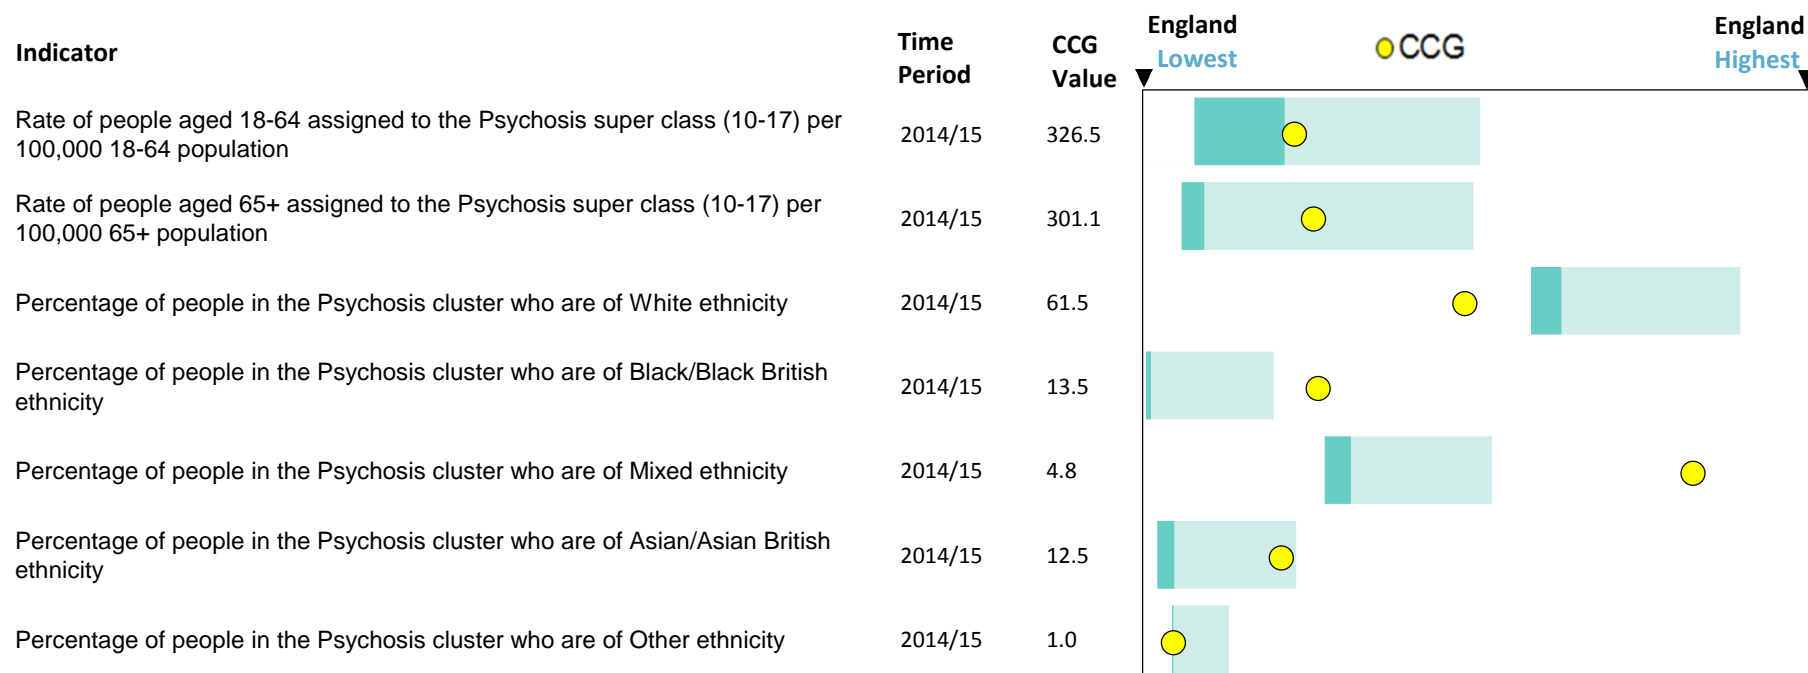 Indicator
Time
Period
CCG
Value
England
Lowest
CCG
England
Highest
Rate of people aged 18-64 assigned to the Psychosis super class (10-17) per
100,000 18-64 population
2014/15
326.5
Rate of people aged 65+ assigned to the Psychosis super class (10-17) per
100,000 65+ population
2014/15
301.1
Percentage of people in the Psychosis cluster who are of White ethnicity
2014/15
61.5
Percentage of people in the Psychosis cluster who are of Black/Black British
ethnicity
2014/15
13.5
Percentage of people in the Psychosis cluster who are of Mixed ethnicity
2014/15
4.8
Percentage of people in the Psychosis cluster who are of Asian/Asian British
ethnicity
2014/15
12.5
Percentage of people in the Psychosis cluster who are of Other ethnicity
2014/15
1.0